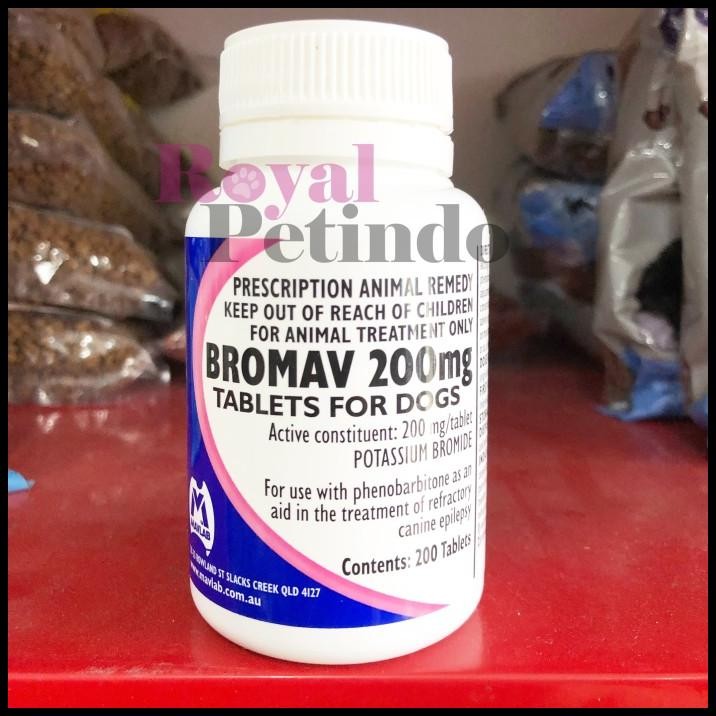 Royal
Petindo
PRESCRIPTION ANIMAL REMEDY
KEEP OUT OF REACH OF CHILDREN
FOR ANIMAL TREATMENT ONLY
BROMAV 200mg
TABLETS FOR DOGS
Active constituent: 200 mg/tablet
POTASSIUM BROMIDE
For use with phenobarbitone as an
aid in the treatment of refractory
canine epilepsy
Contents: 200 Tablets
MAVLAB
ROWLAND ST SLACKS CREEK QLD 4127
www.mavlab.com.au